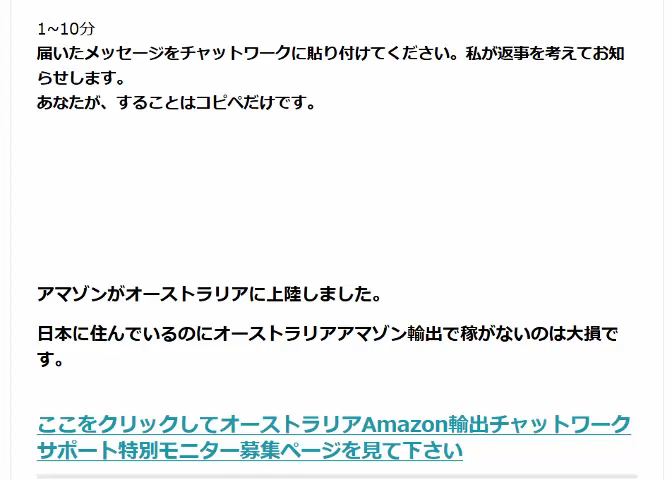 1~10分
届いたメッセージをチャットワークに貼り付けてください。私が返事を考えてお知
らせします。
あなたが、することはコピペだけです。
アマゾンがオーストラリアに上陸しました。
日本に住んでいるのにオーストラリアアマゾン輸出で稼がないのは大損で
す。
ここをクリックしてオーストラリアAmazon輸出チャットワーク
サポート特別モニター募集ページを見て下さい